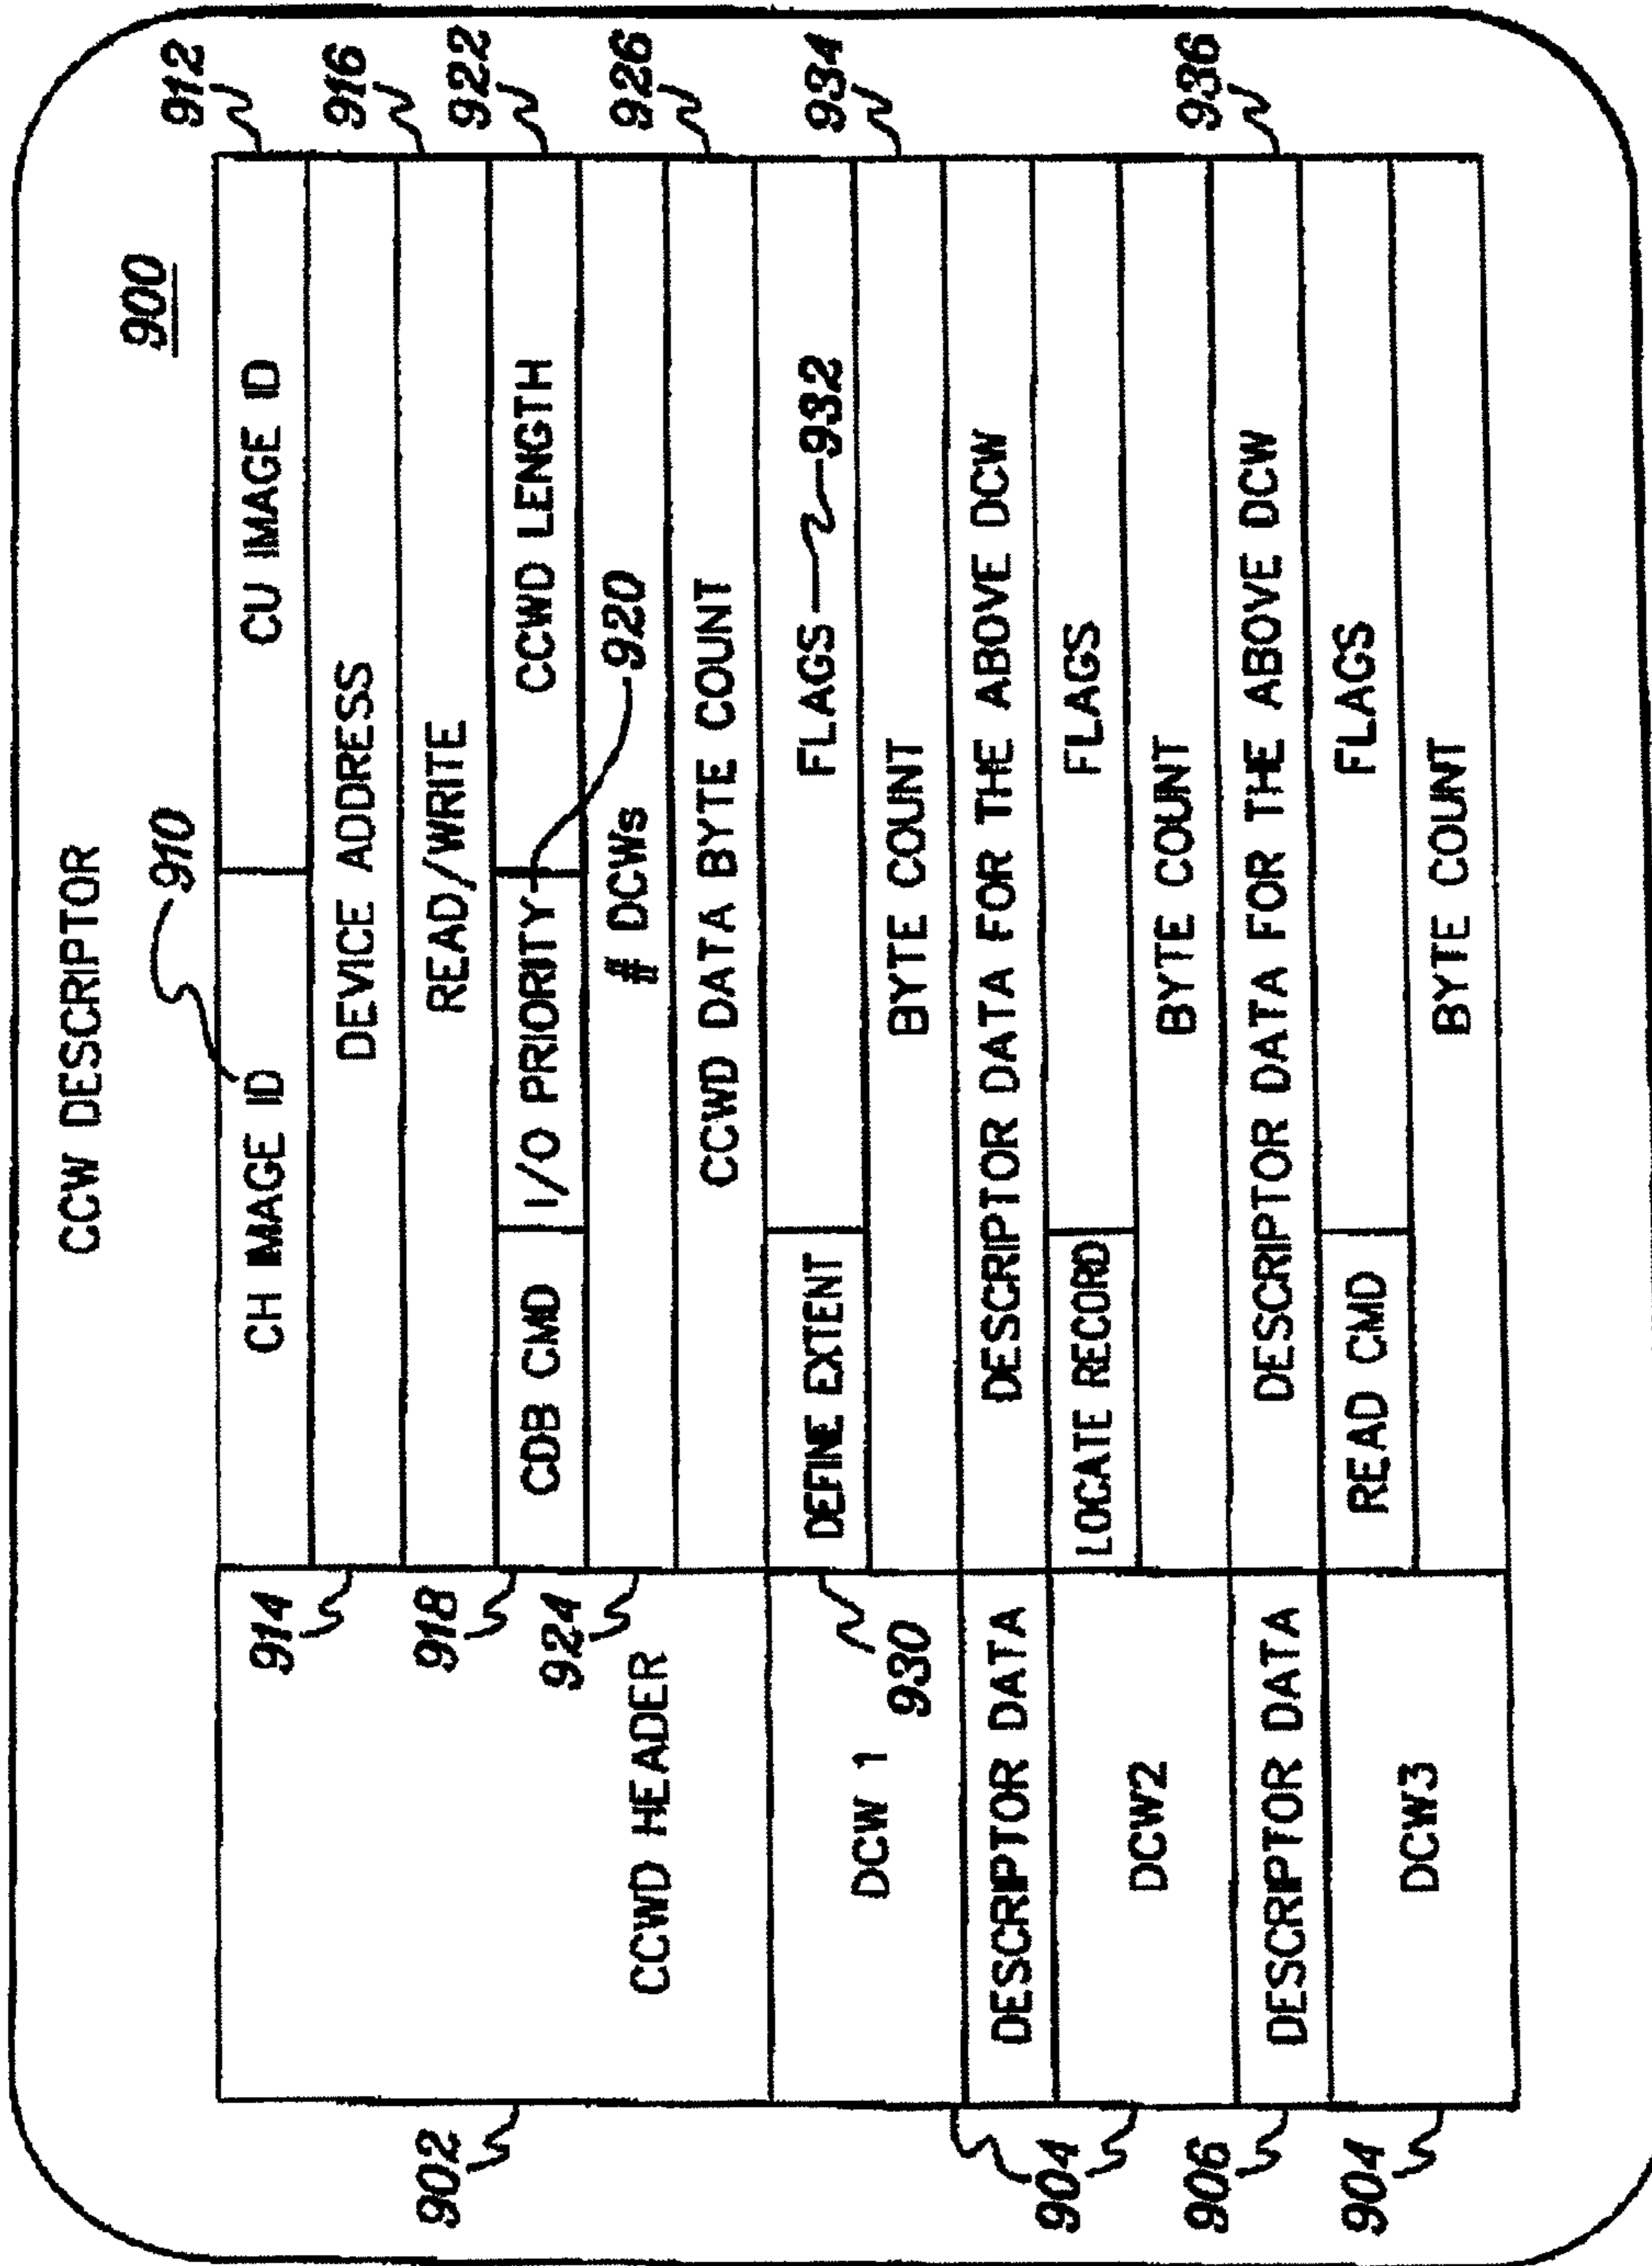 CCW DESCRIPTOR
900
910
912
CH IMAGE ID
CU IMAGE ID
914
DEVICE ADDRESS
916
READ/WRITE
918
CDB CMD
I/O PRIORITY
CCWD LENGTH
922
920
924
# DCWs
902
CCWD HEADER
CCWD DATA BYTE COUNT
926
DEFINE EXTENT
FLAGS
932
DCW 1
930
BYTE COUNT
934
904
DESCRIPTOR DATA
DESCRIPTOR DATA FOR THE ABOVE DCW
LOCATE RECORD
FLAGS
DCW2
BYTE COUNT
906
DESCRIPTOR DATA
DESCRIPTOR DATA FOR THE ABOVE DCW
936
READ CMD
FLAGS
904
DCW3
BYTE COUNT